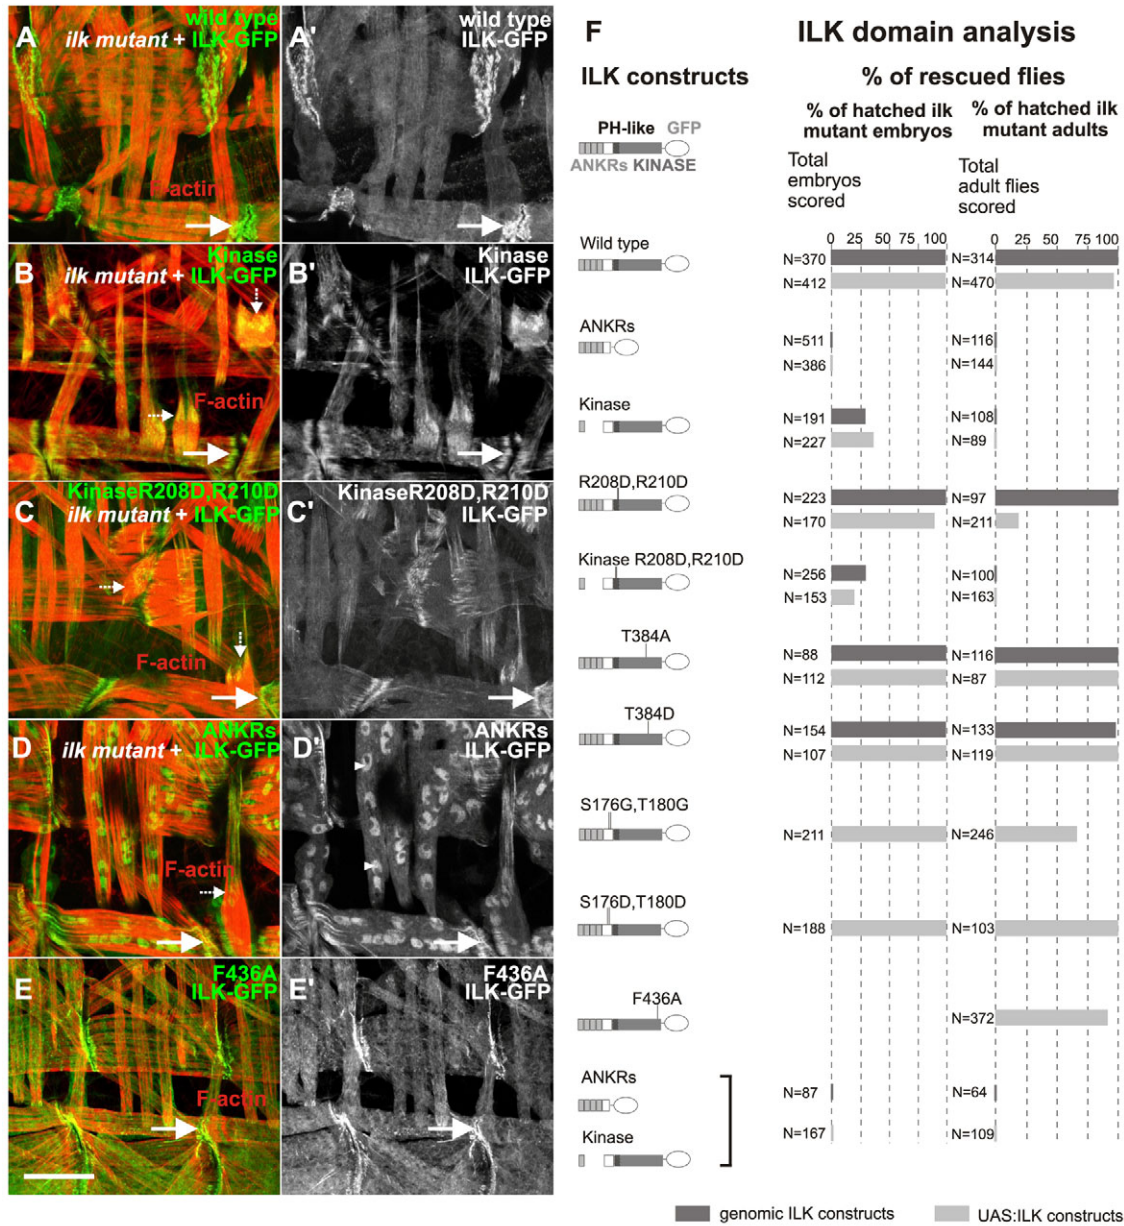 A
wild type
ilk mutant + ILK-GFP
F-actin
A'
wild type
ILK-GFP
B
Kinase
ilk mutant + ILK-GFP
F-actin
B'
Kinase
ILK-GFP
C
KinaseR208D,R210D
ilk mutant + ILK-GFP
F-actin
C'
KinaseR208D,R210D
ILK-GFP
D
ANKRs
ilk mutant + ILK-GFP
F-actin
D'
ANKRs
ILK-GFP
E
F436A
ILK-GFP
F-actin
E'
F436A
ILK-GFP
F
ILK domain analysis
ILK constructs
% of rescued flies
% of hatched ilk
mutant embryos
% of hatched ilk
mutant adults
PH-like GFP
ANKRs KINASE
Total
embryos
scored
Total
adult flies
scored
0 25 50 75 100
0 25 50 75 100
Wild type
N=370
N=314
N=412
N=470
ANKRs
N=511
N=116
N=386
N=144
Kinase
N=191
N=108
N=227
N=89
R208D,R210D
N=223
N=97
N=170
N=211
Kinase R208D,R210D
N=256
N=100
N=153
N=163
T384A
N=88
N=116
N=112
N=87
T384D
N=154
N=133
N=107
N=119
S176G,T180G
N=211
N=246
S176D,T180D
N=188
N=103
F436A
N=372
ANKRs
N=87
N=64
Kinase
N=167
N=109
genomic ILK constructs
UAS:ILK constructs